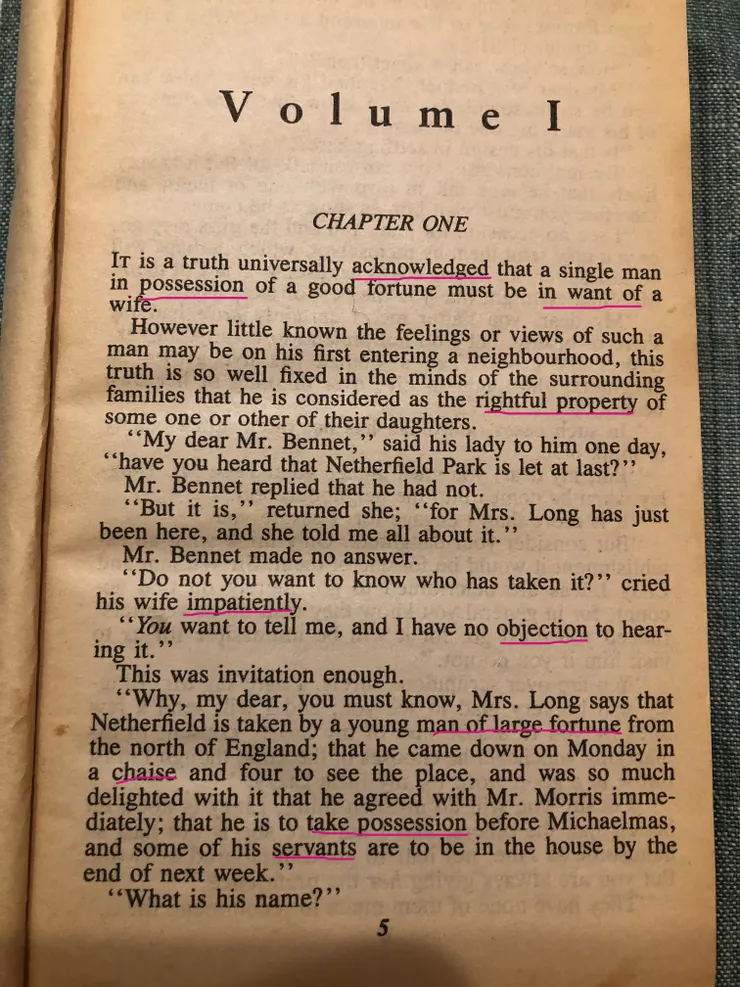 Volume I
CHAPTER ONE
IT is a truth universally acknowledged that a single man
in possession of a good fortune must be in want of a
wife.
However little known the feelings or views of such a
man may be on his first entering a neighbourhood, this
truth is so well fixed in the minds of the surrounding
families that he is considered as the rightful property of
some one or other of their daughters.
‘‘My dear Mr. Bennet,’’ said his lady to him one day,
‘‘have you heard that Netherfield Park is let at last?’’
Mr. Bennet replied that he had not.
‘‘But it is,’’ returned she; ‘‘for Mrs. Long has just
been here, and she told me all about it.’’
Mr. Bennet made no answer.
‘‘Do not you want to know who has taken it?’’ cried
his wife impatiently.
‘‘You want to tell me, and I have no objection to hear-
ing it.’’
This was invitation enough.
‘‘Why, my dear, you must know, Mrs. Long says that
Netherfield is taken by a young man of large fortune from
the north of England; that he came down on Monday in
a chaise and four to see the place, and was so much
delighted with it that he agreed with Mr. Morris imme-
diately; that he is to take possession before Michaelmas,
and some of his servants are to be in the house by the
end of next week.’’
‘‘What is his name?’’
5